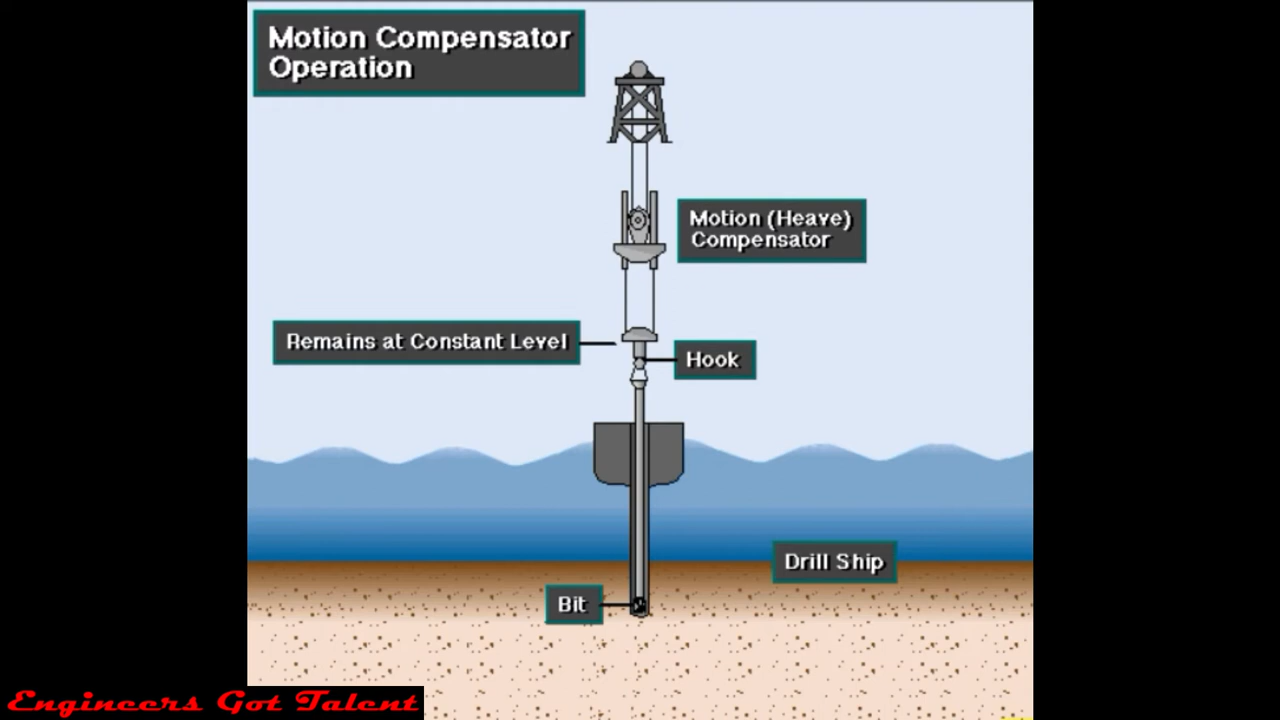 Motion Compensator
Operation
Motion (Heave)
Compensator
Remains at Constant Level
Hook
Drill Ship
Bit
Engineers Got Talent